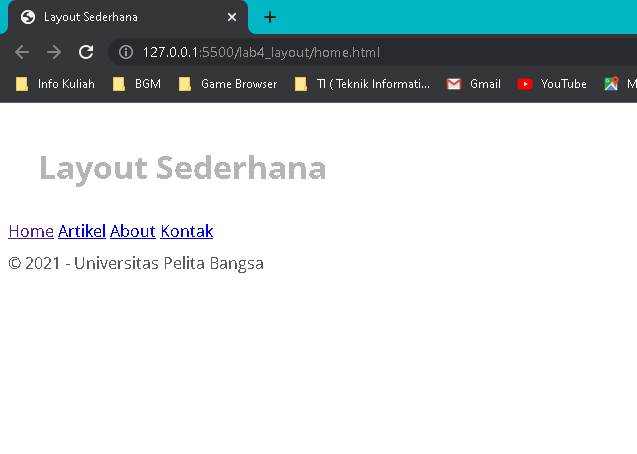 Layout Sederhana
127.0.0.1:5500/lab4_layout/home.html
Info Kuliah BGM Game Browser TI ( Teknik Informati... Gmail YouTube M
Layout Sederhana
Home Artikel About Kontak
© 2021 - Universitas Pelita Bangsa